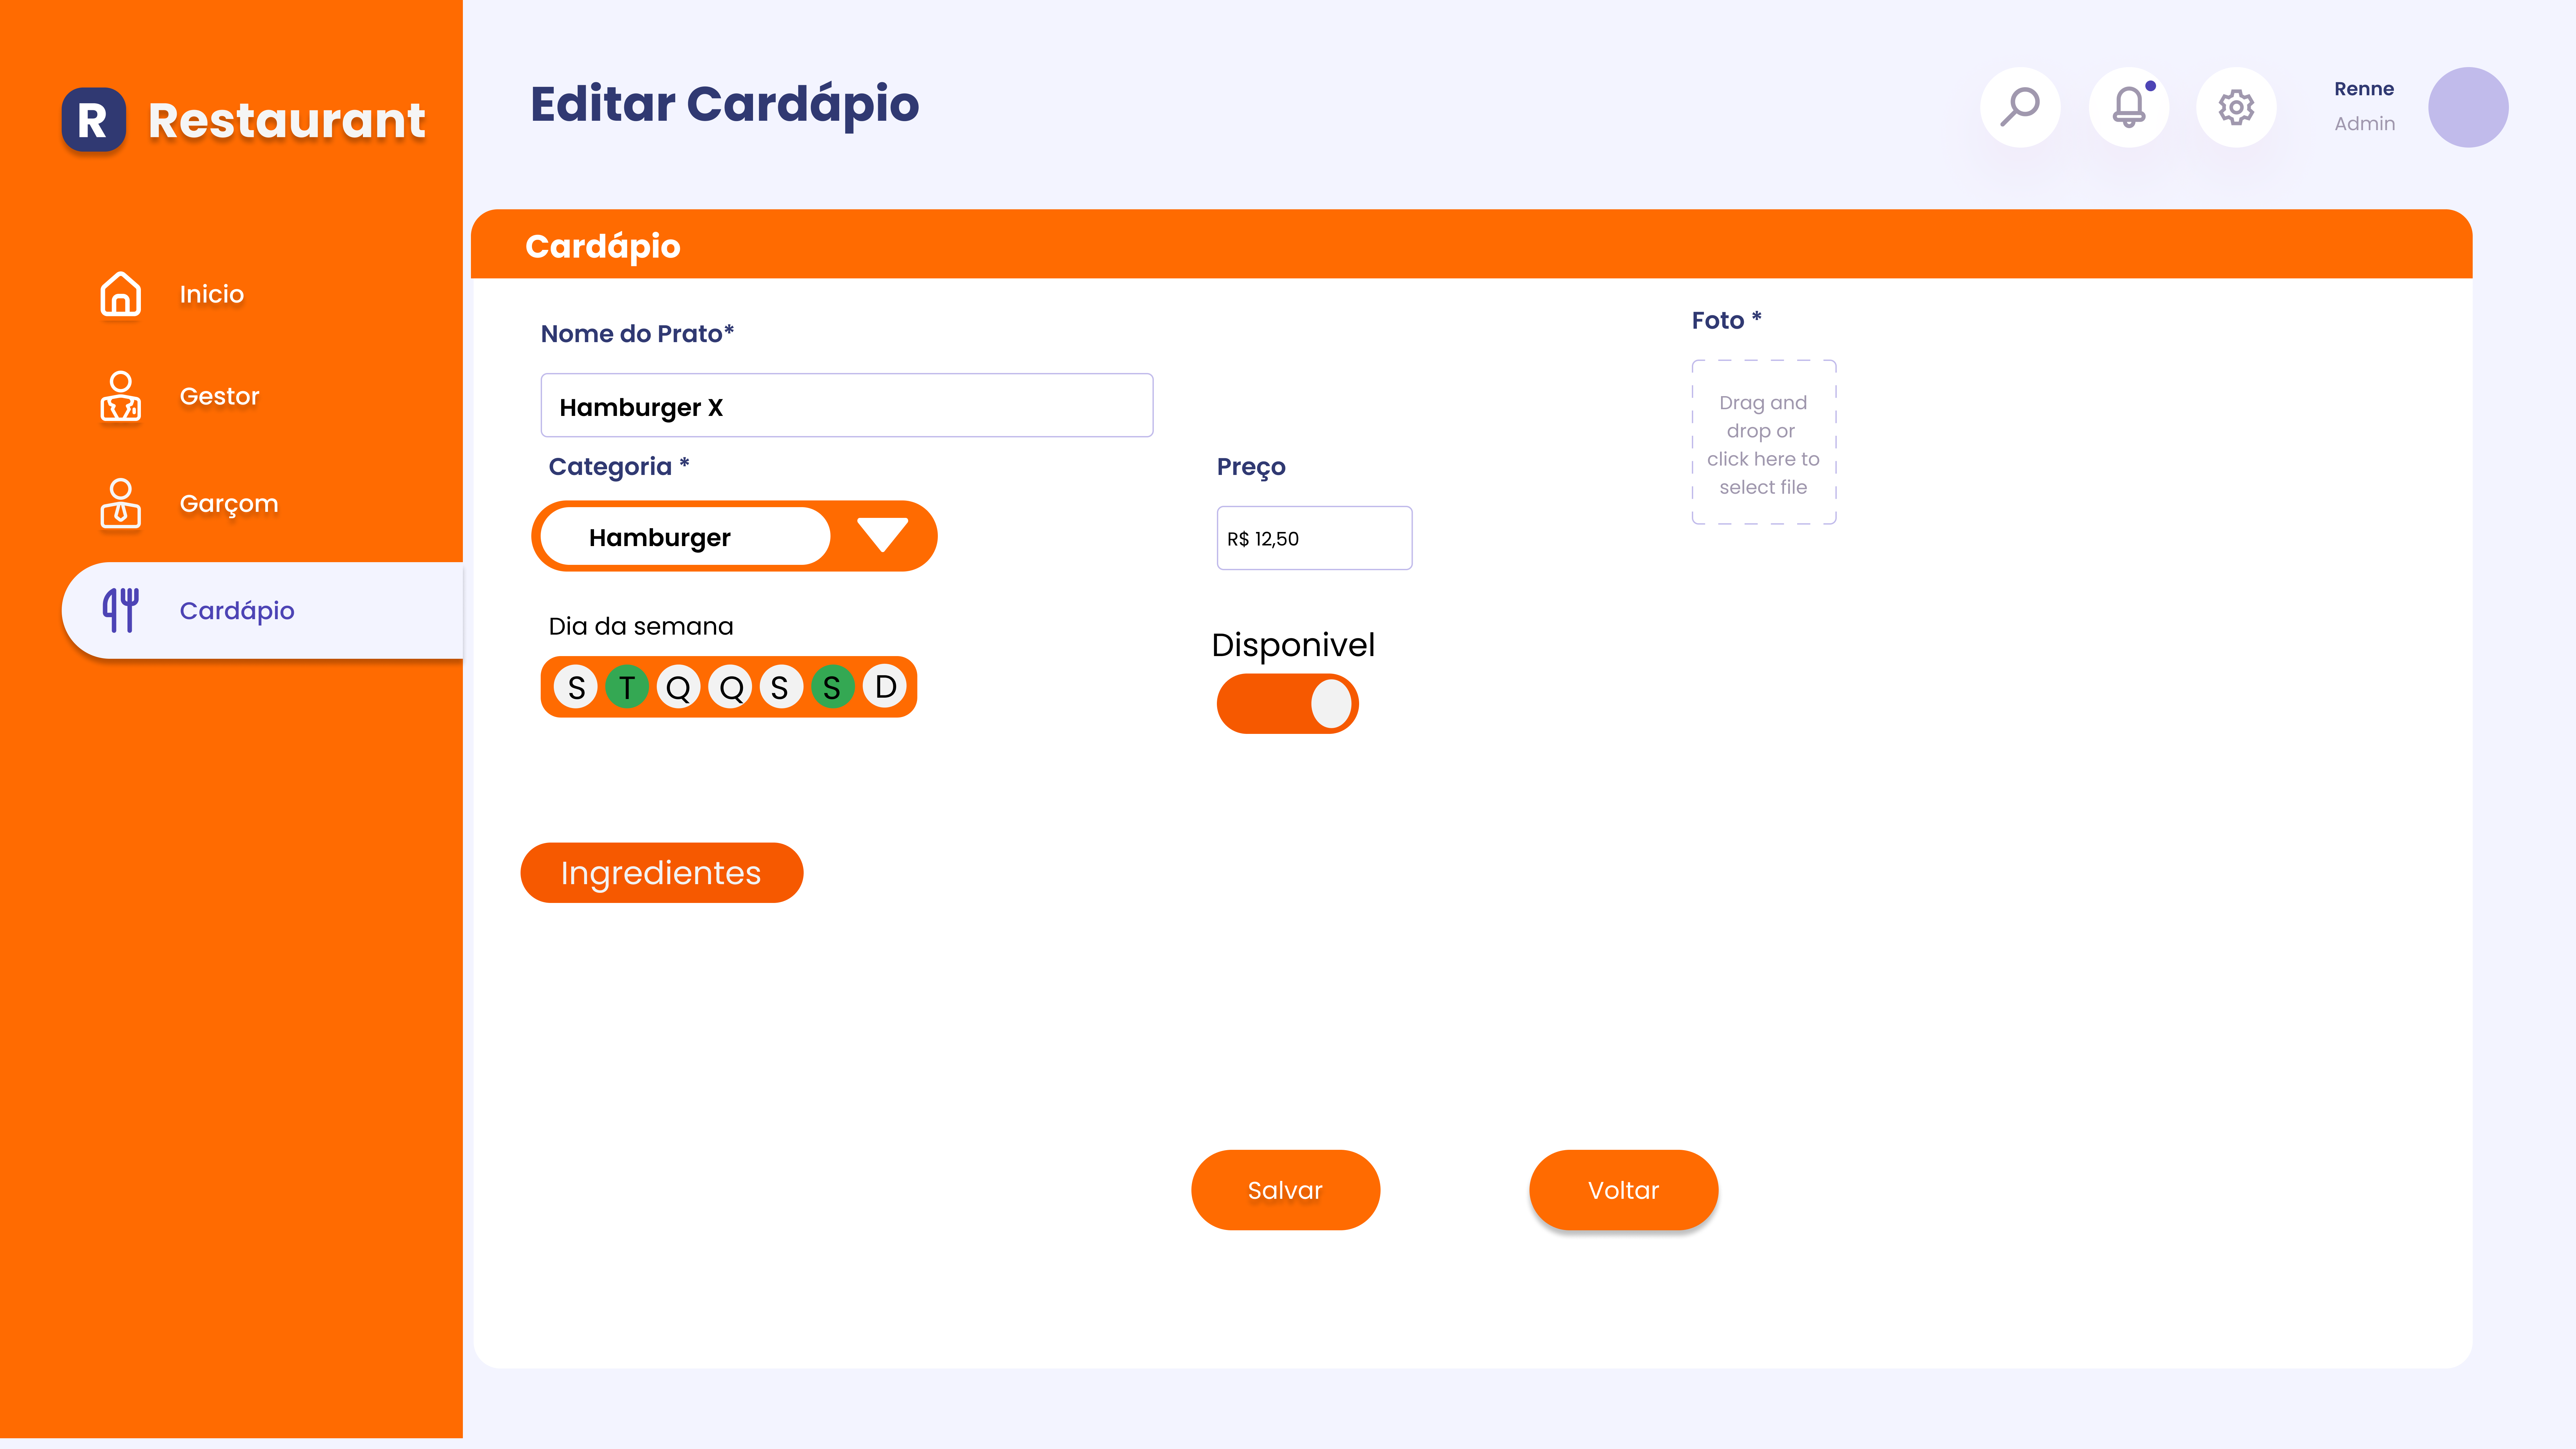 R Restaurant
Inicio
Gestor
Garçom
Cardápio
Editar Cardápio
Renne
Admin
Cardápio
Nome do Prato*
Hamburger X
Categoria *
Hamburger
Preço
R$ 12,50
Foto *
Drag and
drop or
click here to
select file
Dia da semana
S T Q Q S S D
Disponivel
Ingredientes
Salvar
Voltar